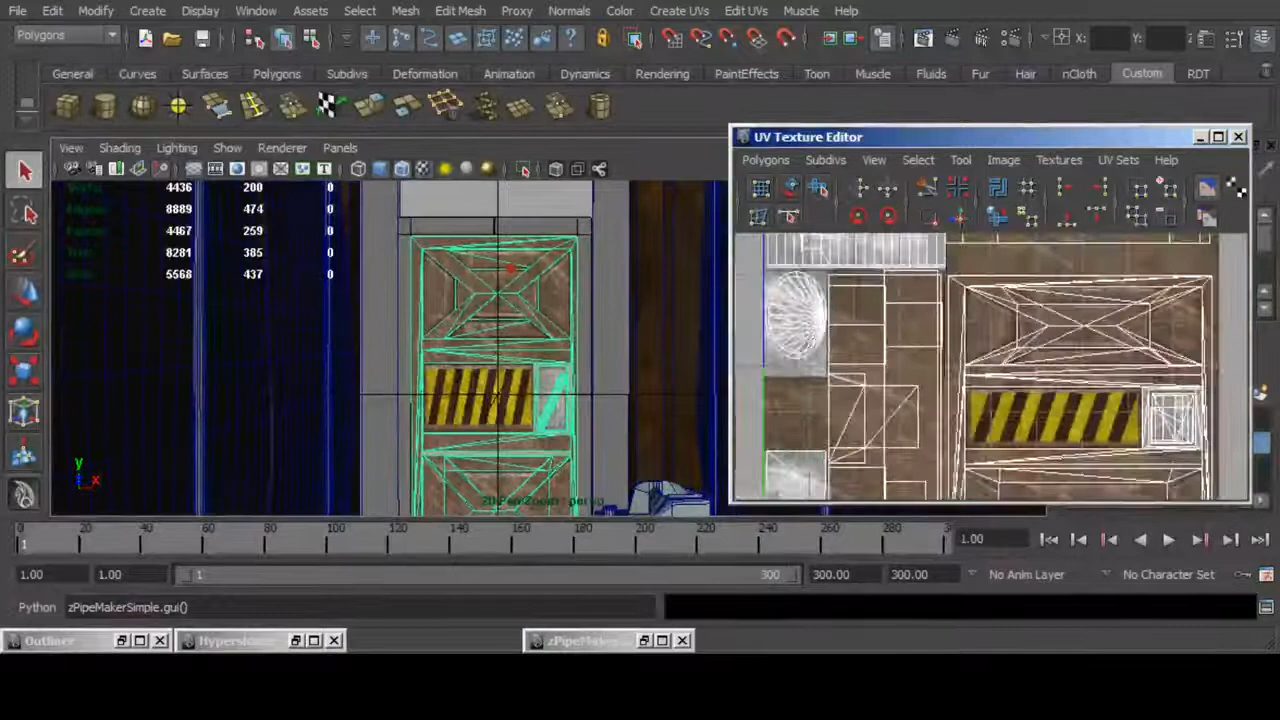 File Edit Modify Create Display Window Assets Select Mesh Edit Mesh Proxy Normals Color Create UVs Edit UVs Muscle Help
Polygons X: Y:
General Curves Surfaces Polygons Subdivs Deformation Animation Dynamics Rendering PaintEffects Toon Muscle Fluids Fur Hair nCloth Custom RDT
View Shading Lighting Show Renderer Panels
UV Texture Editor
Polygons Subdivs View Select Tool Image Textures UV Sets Help
4436 200 0
8889 474 0
4467 259 0
8281 385 0
5568 437 0
y
x
0 20 40 60 80 100 120 140 160 180 200 220 240 260 280
1 1.00
1.00 1.00 1 300 300.00 300.00 No Anim Layer No Character Set
Python zPipeMakerSimple.gui()
Outliner